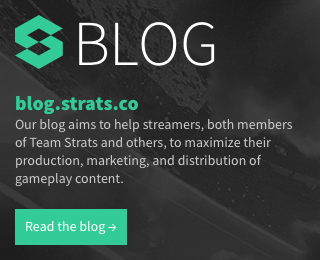 BLOG
blog.strats.co
Our blog aims to help streamers, both members
of Team Strats and others, to maximize their
production, marketing, and distribution of
gameplay content.
Read the blog →